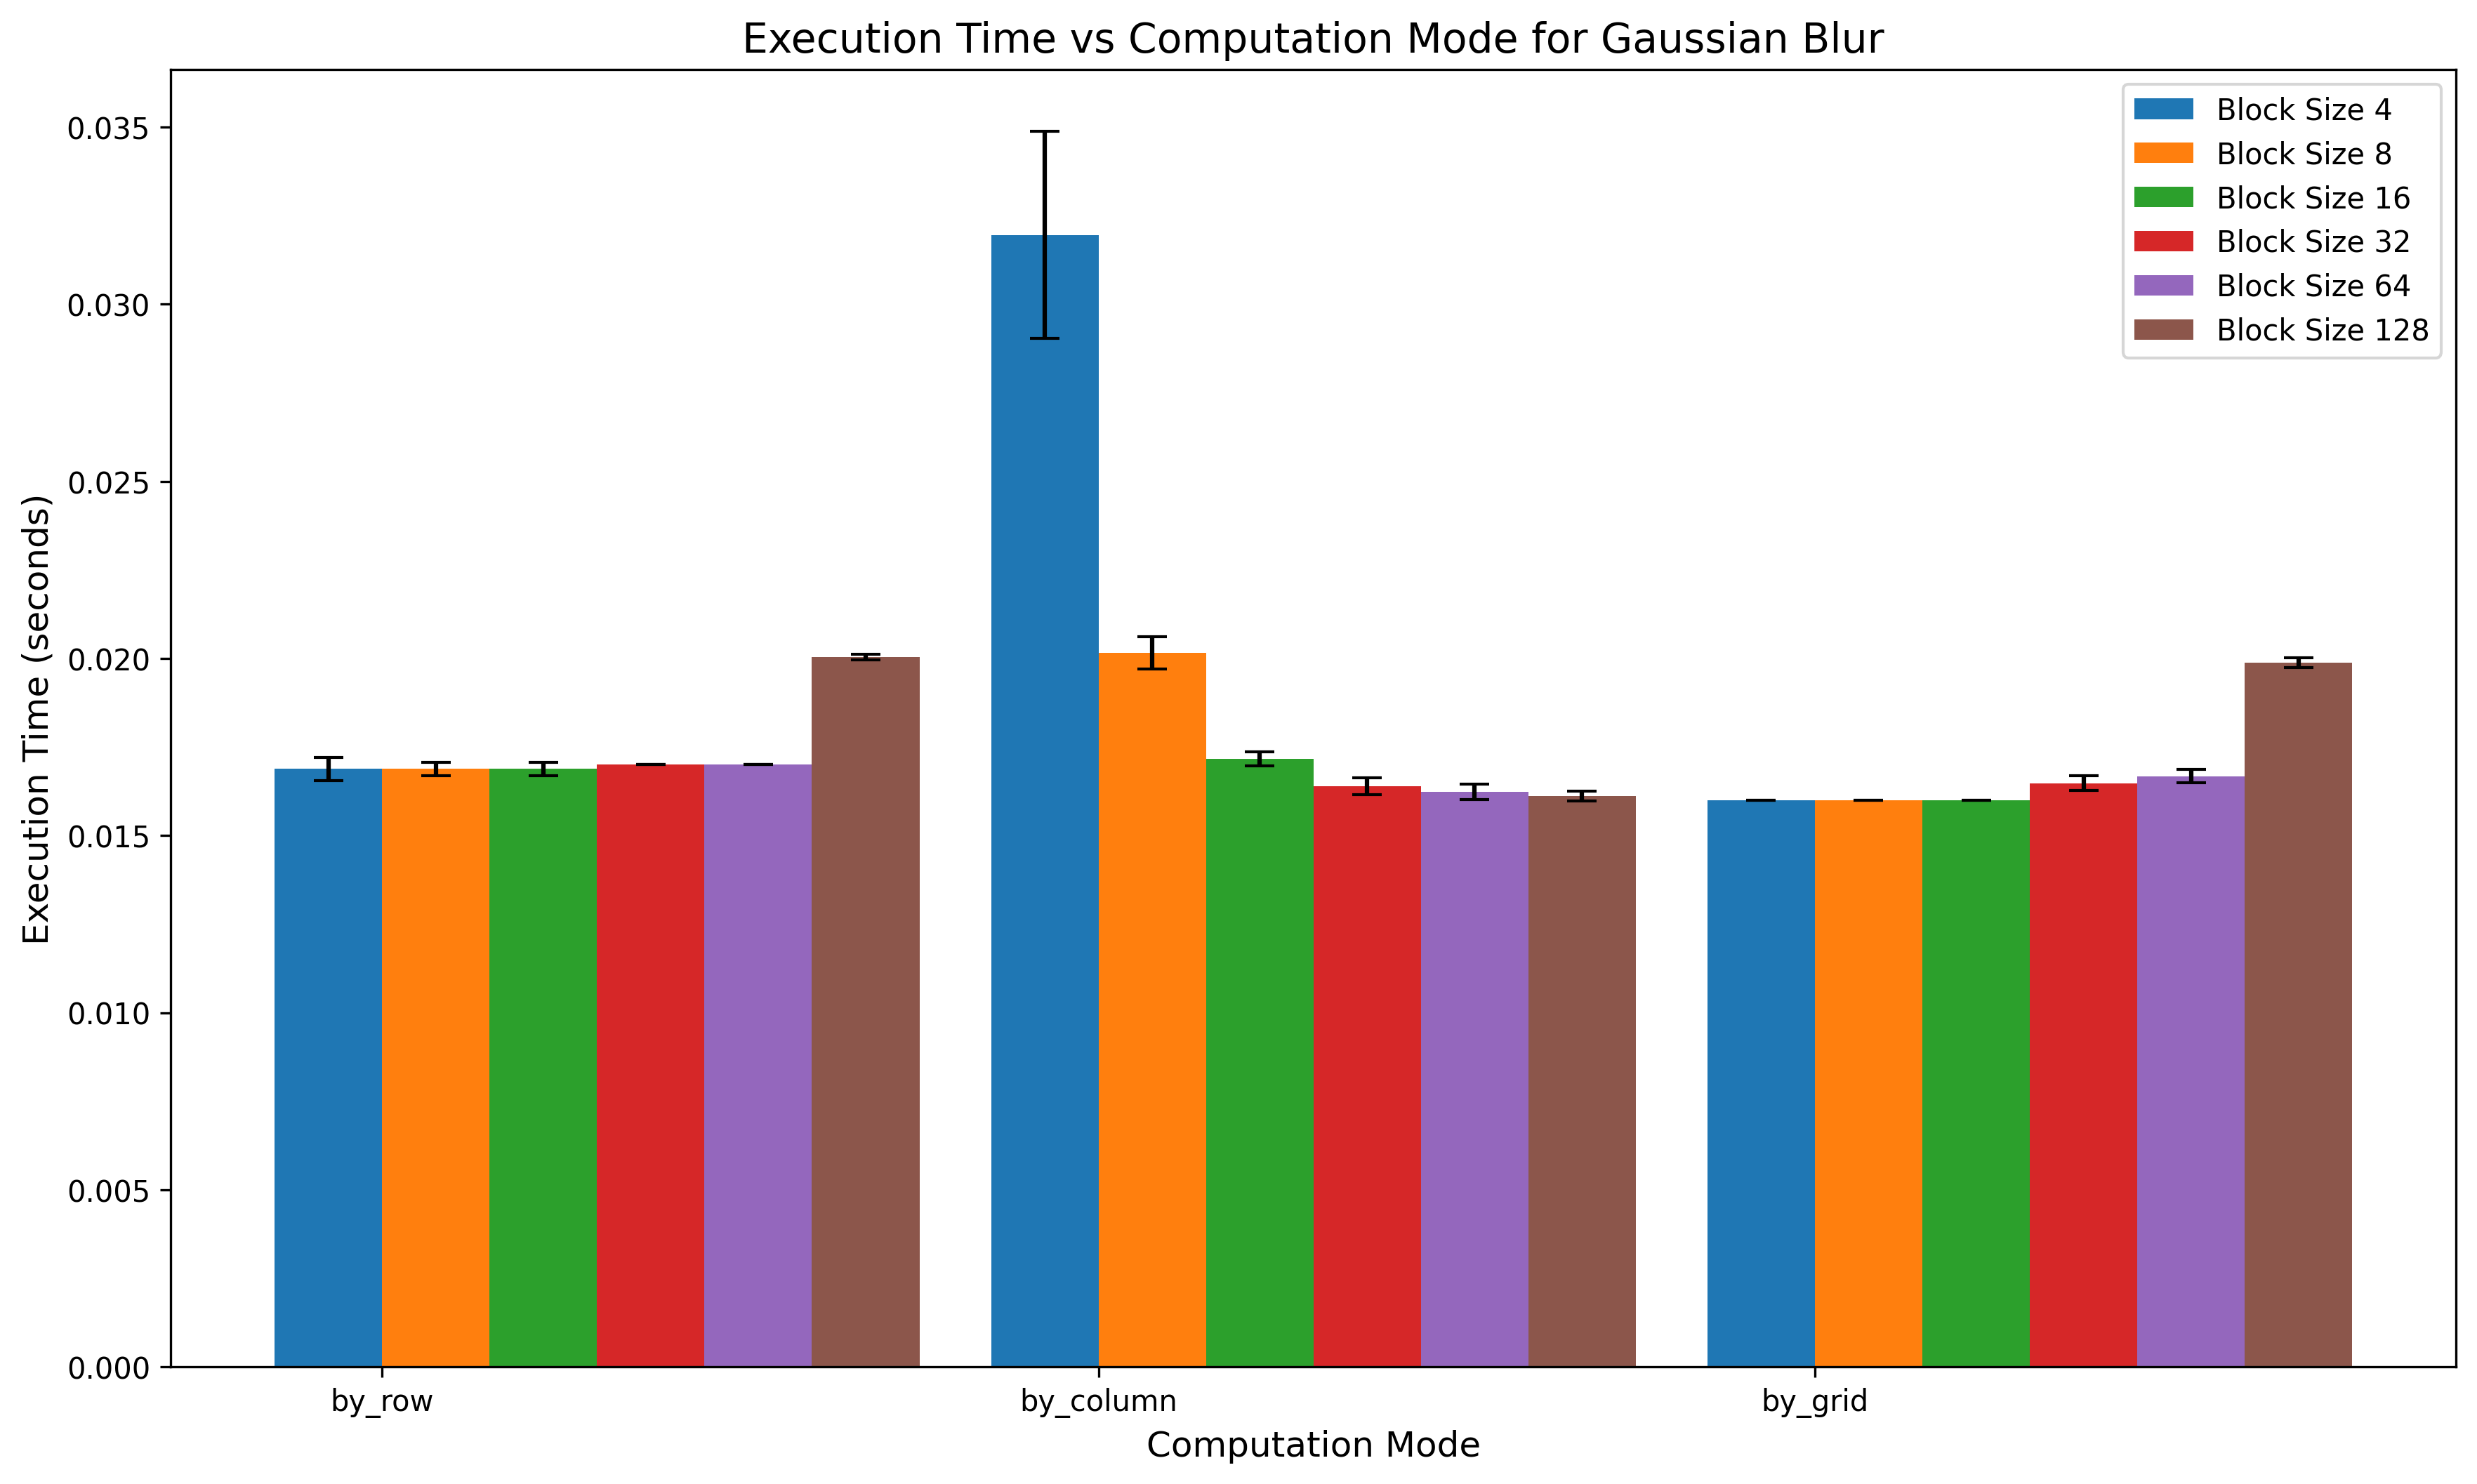 Execution Time vs Computation Mode for Gaussian Blur
Execution Time (seconds)
0.035
0.030
0.025
0.020
0.015
0.010
0.005
0.000
Block Size 4
Block Size 8
Block Size 16
Block Size 32
Block Size 64
Block Size 128
by_row
by_column
by_grid
Computation Mode